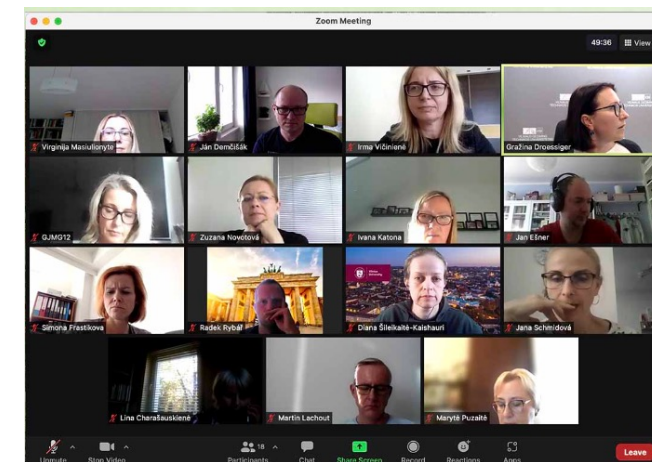 Zoom Meeting
49:36 View
Virginija Masiulionytė
Ján Demčišák
Irma Vičinienė
Gražina Droessiger
GJMG12
Zuzana Novotová
Ivana Katona
Jan Ešner
Simona Frastikova
Radek Rybář
Diana Šileikaitė-Kaishauri
Jana Schmidová
Lina Charašauskienė
Martin Lachout
Marytė Puzaitė
18
Unmute Stop Video Participants Chat Share Screen Record Reactions Apps Leave